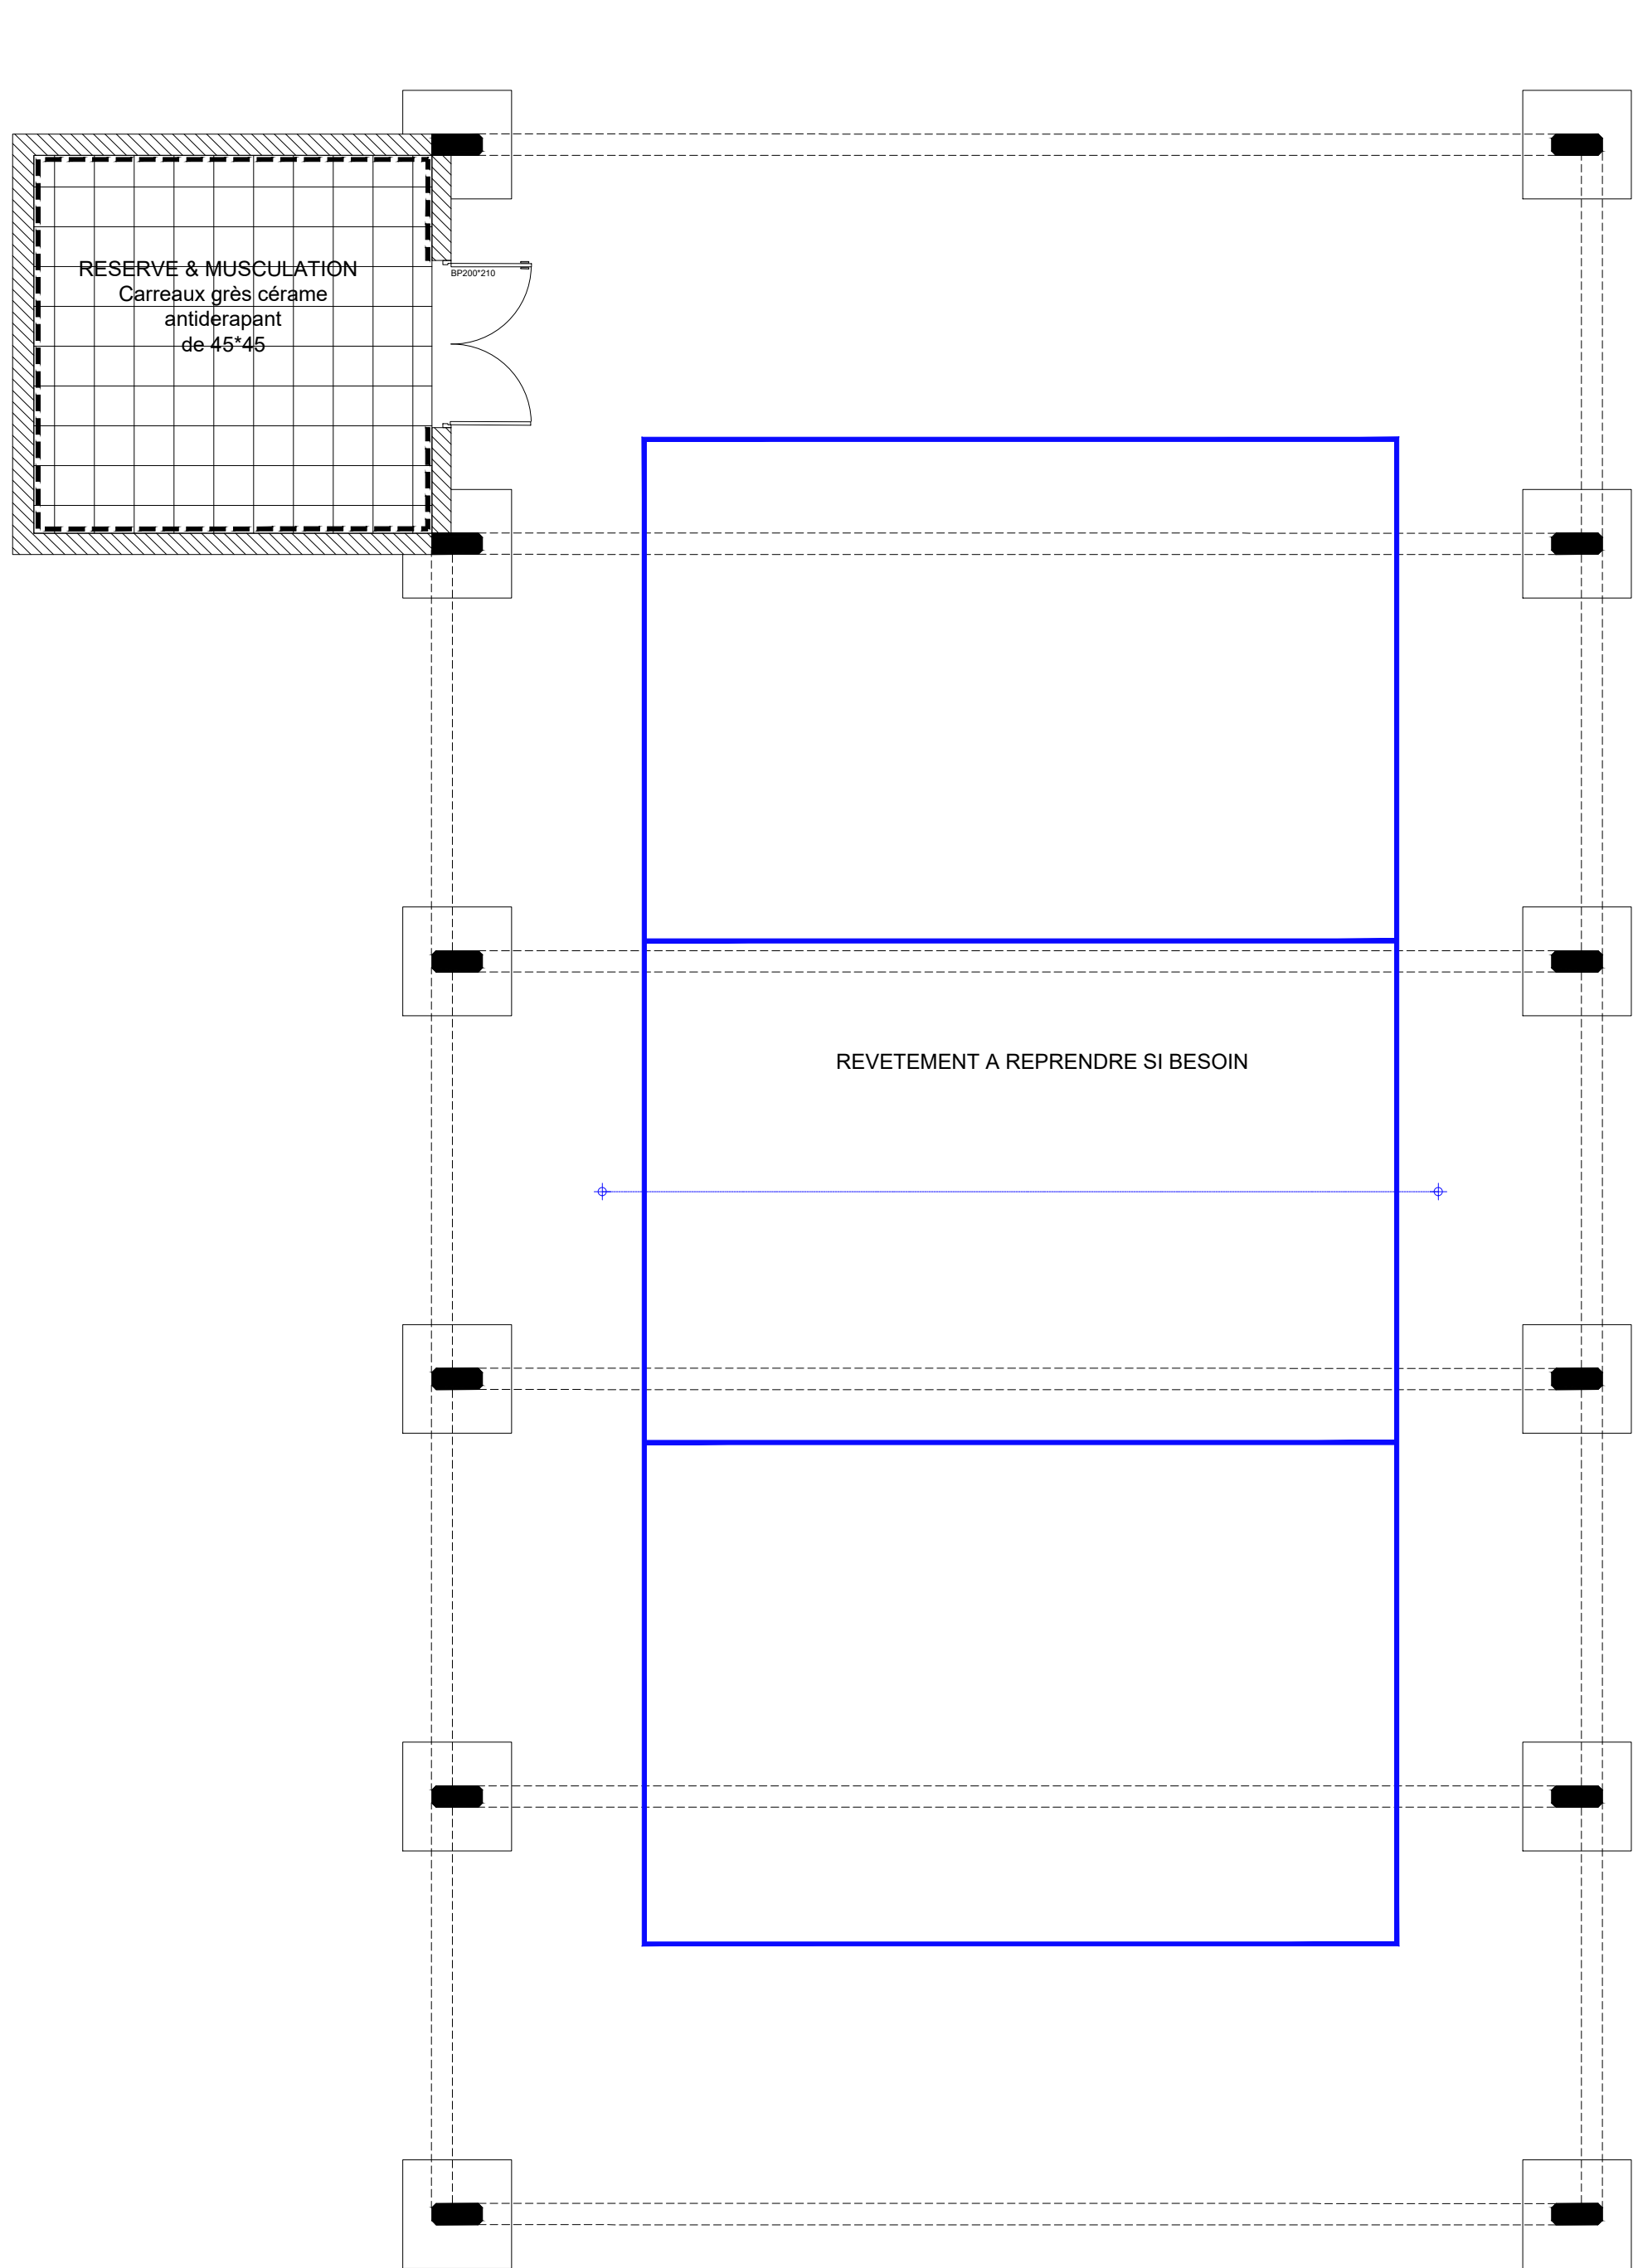 RESERVE & MUSCULATION
Carreaux grès cérame
antiderapant
de 45*45
BP200*210
REVETEMENT A REPRENDRE SI BESOIN